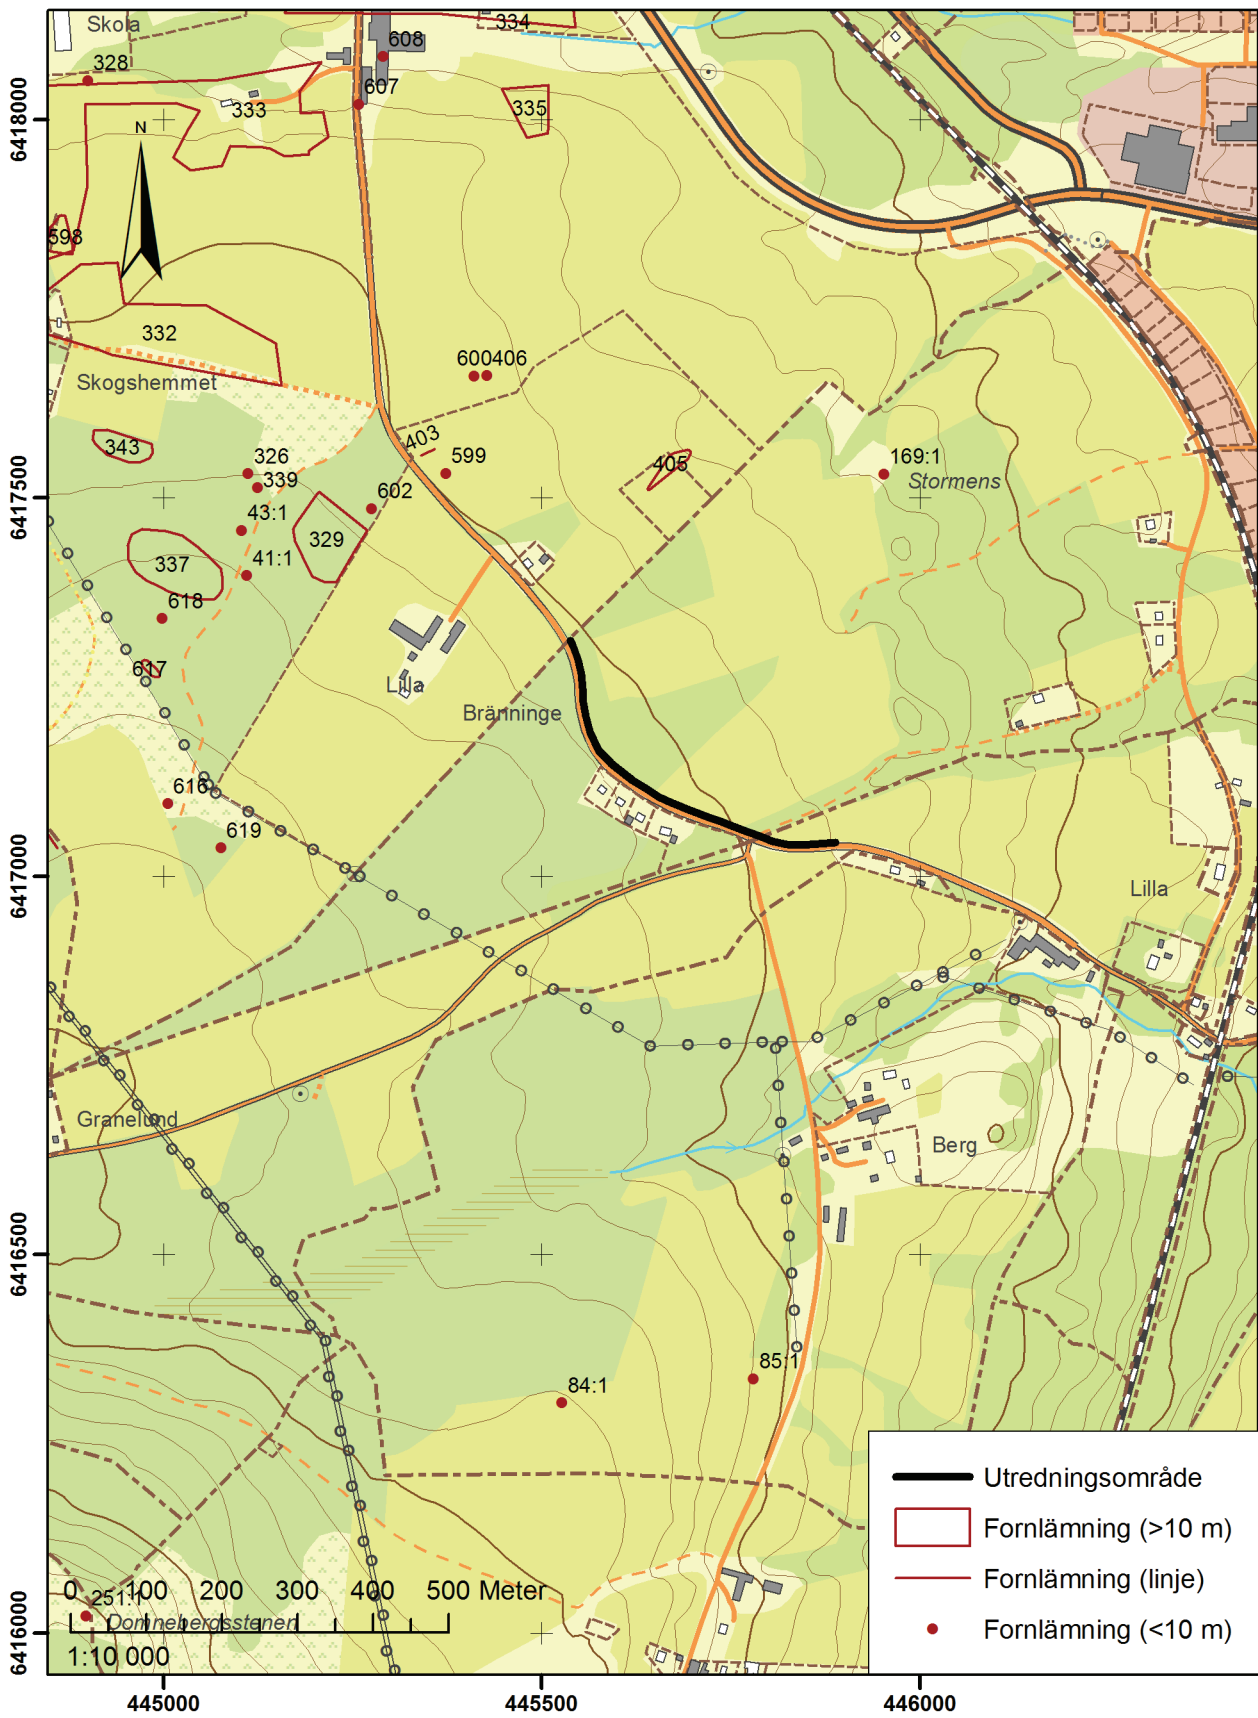 Skola
334
608
328
607
333
335
6418000
N
598
332
Skogshemmet
600406
343
403
405
326
599
169:1
339
Stormens
6417500
602
43:1
329
337
41:1
618
617
Lilla
Bränninge
616
619
6417000
Lilla
Granelund
Berg
6416500
84:1
85:1
Utredningsområde
Fornlämning (>10 m)
Fornlämning (linje)
Fornlämning (<10 m)
0 100 200 300 400 500 Meter
251:1
Domnebergsstenen
1:10 000
6416000
445000
445500
446000